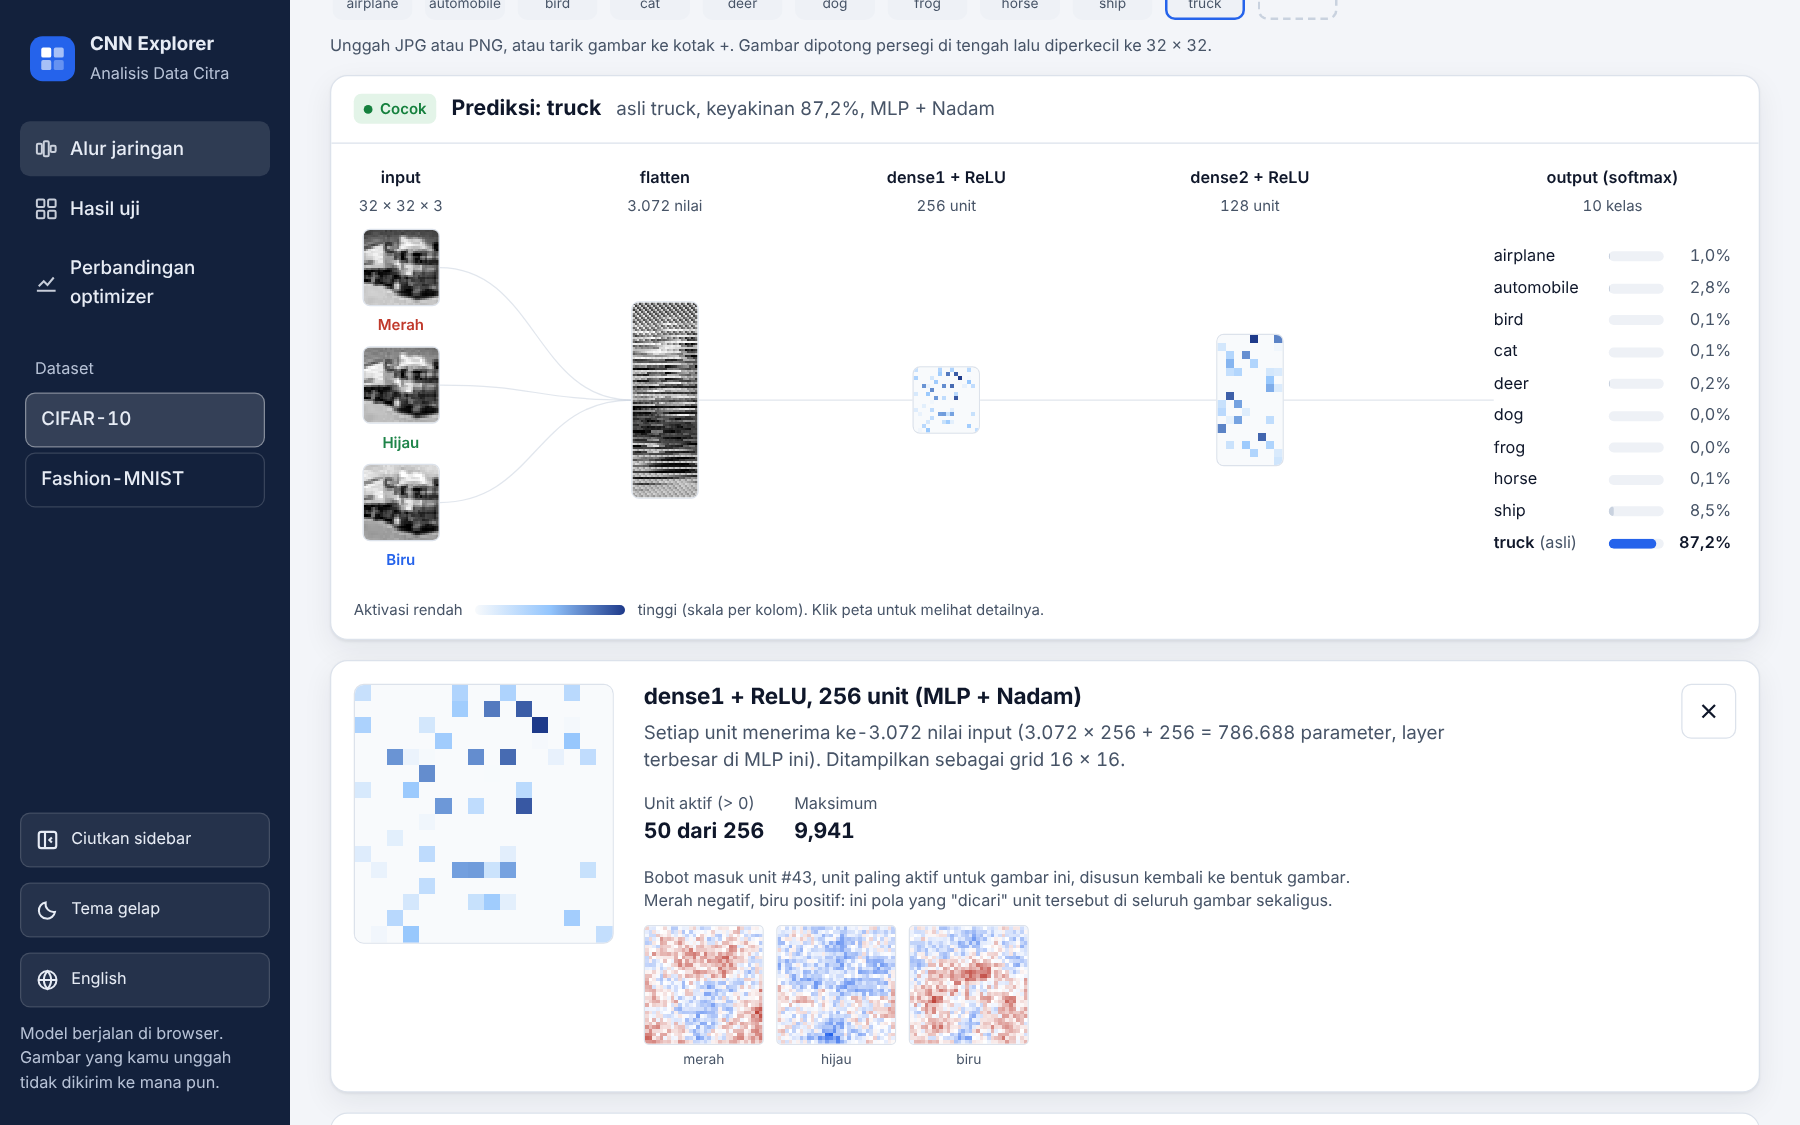 CNN Explorer
Analisis Data Citra
Alur jaringan
Hasil uji
Perbandingan
optimizer
Dataset
CIFAR-10
Fashion-MNIST
Ciutkan sidebar
Tema gelap
English
Model berjalan di browser.
Gambar yang kamu unggah
tidak dikirim ke mana pun.
airplane automobile bird cat deer dog frog horse ship truck
Unggah JPG atau PNG, atau tarik gambar ke kotak +. Gambar dipotong persegi di tengah lalu diperkecil ke 32 × 32.
Cocok Prediksi: truck asli truck, keyakinan 87,2%, MLP + Nadam
input flatten dense1 + ReLU dense2 + ReLU output (softmax)
32 × 32 × 3 3.072 nilai 256 unit 128 unit 10 kelas
Merah
Hijau
Biru
airplane 1,0%
automobile 2,8%
bird 0,1%
cat 0,1%
deer 0,2%
dog 0,0%
frog 0,0%
horse 0,1%
ship 8,5%
truck (asli) 87,2%
Aktivasi rendah tinggi (skala per kolom). Klik peta untuk melihat detailnya.
dense1 + ReLU, 256 unit (MLP + Nadam)
Setiap unit menerima ke-3.072 nilai input (3.072 × 256 + 256 = 786.688 parameter, layer
terbesar di MLP ini). Ditampilkan sebagai grid 16 × 16.
Unit aktif (> 0) Maksimum
50 dari 256 9,941
Bobot masuk unit #43, unit paling aktif untuk gambar ini, disusun kembali ke bentuk gambar.
Merah negatif, biru positif: ini pola yang "dicari" unit tersebut di seluruh gambar sekaligus.
merah hijau biru